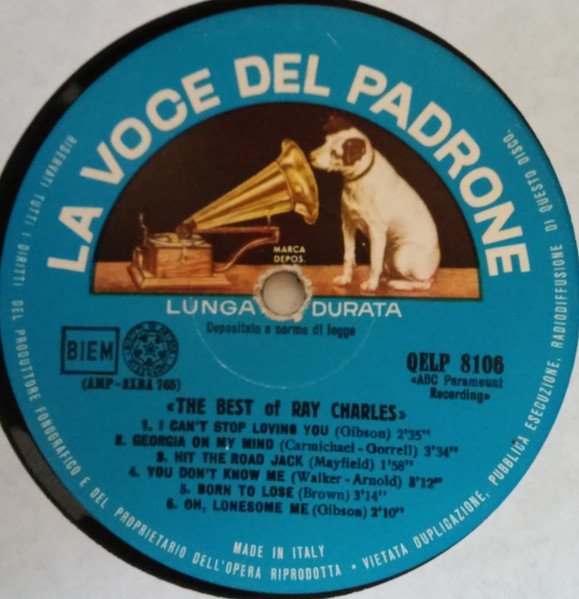 LA VOCE DEL PADRONE
MARCA
DEPOS.
LUNGA DURATA
Depositato a norma di legge
BIEM
(AMP-2XBA 765)
QELP 8106
«ABC Paramount
Recording»
«THE BEST of RAY CHARLES»
1. I CAN'T STOP LOVING YOU (Gibson) 2'35"
2. GEORGIA ON MY MIND (Carmichael - Gorrell) 3'34"
3. HIT THE ROAD JACK (Mayfield) 1'58"
4. YOU DON'T KNOW ME (Walker - Arnold) 3'12"
5. BORN TO LOSE (Brown) 3'14"
6. OH, LONESOME ME (Gibson) 2'10"
MADE IN ITALY
RISERVATI TUTTI I DIRITTI DEL PRODUTTORE FONOGRAFICO E DEL PROPRIETARIO DELL'OPERA RIPRODOTTA • VIETATA DUPLICAZIONE, PUBBLICA ESECUZIONE, RADIODIFFUSIONE DI QUESTO DISCO.